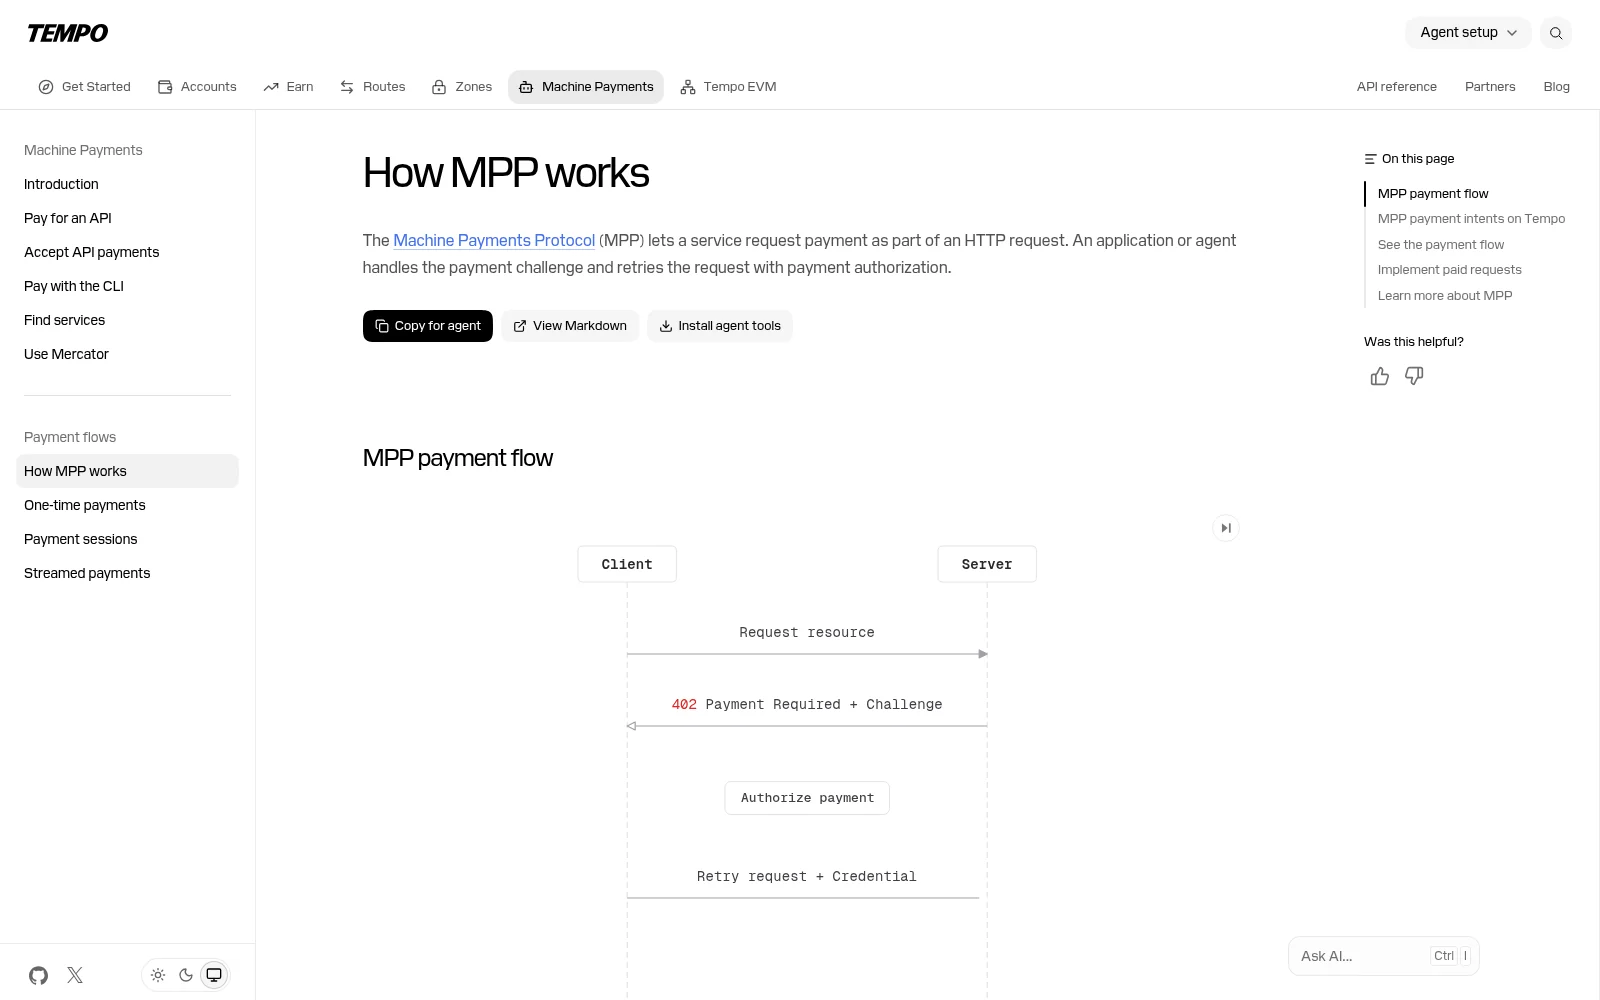 TEMPO
Agent setup
Get Started
Accounts
Earn
Routes
Zones
Machine Payments
Tempo EVM
API reference
Partners
Blog
Machine Payments
Introduction
Pay for an API
Accept API payments
Pay with the CLI
Find services
Use Mercator
Payment flows
How MPP works
One-time payments
Payment sessions
Streamed payments
How MPP works
The Machine Payments Protocol (MPP) lets a service request payment as part of an HTTP request. An application or agent
handles the payment challenge and retries the request with payment authorization.
Copy for agent
View Markdown
Install agent tools
MPP payment flow
Client
Server
Request resource
402 Payment Required + Challenge
Authorize payment
Retry request + Credential
On this page
MPP payment flow
MPP payment intents on Tempo
See the payment flow
Implement paid requests
Learn more about MPP
Was this helpful?
Ask AI...
Ctrl I